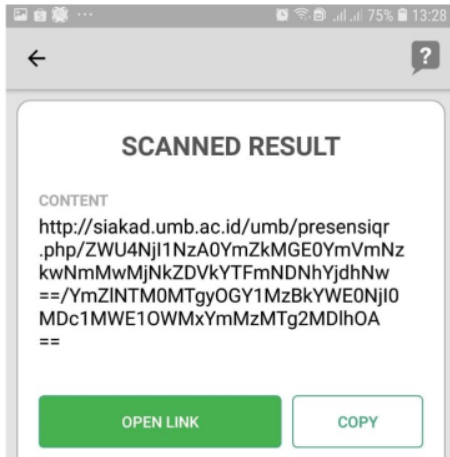 75% 13:28
?
SCANNED RESULT
CONTENT
http://siakad.umb.ac.id/umb/presensiqr
.php/ZWU4NjI1NzA0YmZkMGE0YmVmNz
kwNmMwMjNkZDVkYTFmNDNhYjdhNw
==/YmZlNTM0MTgyOGY1MzBkYWE0NjI0
MDc1MWE1OWMxYmMzMTg2MDlhOA
==
OPEN LINK
COPY